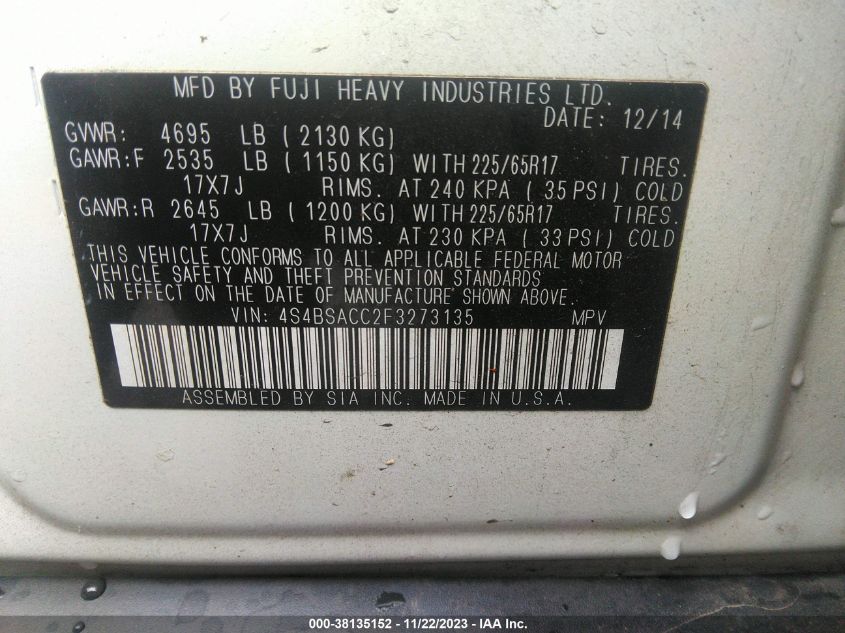 MFD BY FUJI HEAVY INDUSTRIES LTD.
DATE: 12/14
GVWR: 4695 LB ( 2130 KG)
GAWR:F 2535 LB ( 1150 KG) WITH 225/65R17 TIRES.
17X7J RIMS. AT 240 KPA ( 35 PSI) COLD
GAWR:R 2645 LB ( 1200 KG) WITH 225/65R17 TIRES.
17X7J RIMS. AT 230 KPA ( 33 PSI) COLD
THIS VEHICLE CONFORMS TO ALL APPLICABLE FEDERAL MOTOR
VEHICLE SAFETY AND THEFT PREVENTION STANDARDS
IN EFFECT ON THE DATE OF MANUFACTURE SHOWN ABOVE.
VIN: 4S4BSACC2F3273135 MPV
ASSEMBLED BY SIA INC. MADE IN U.S.A.
000-38135152 - 11/22/2023 - IAA Inc.